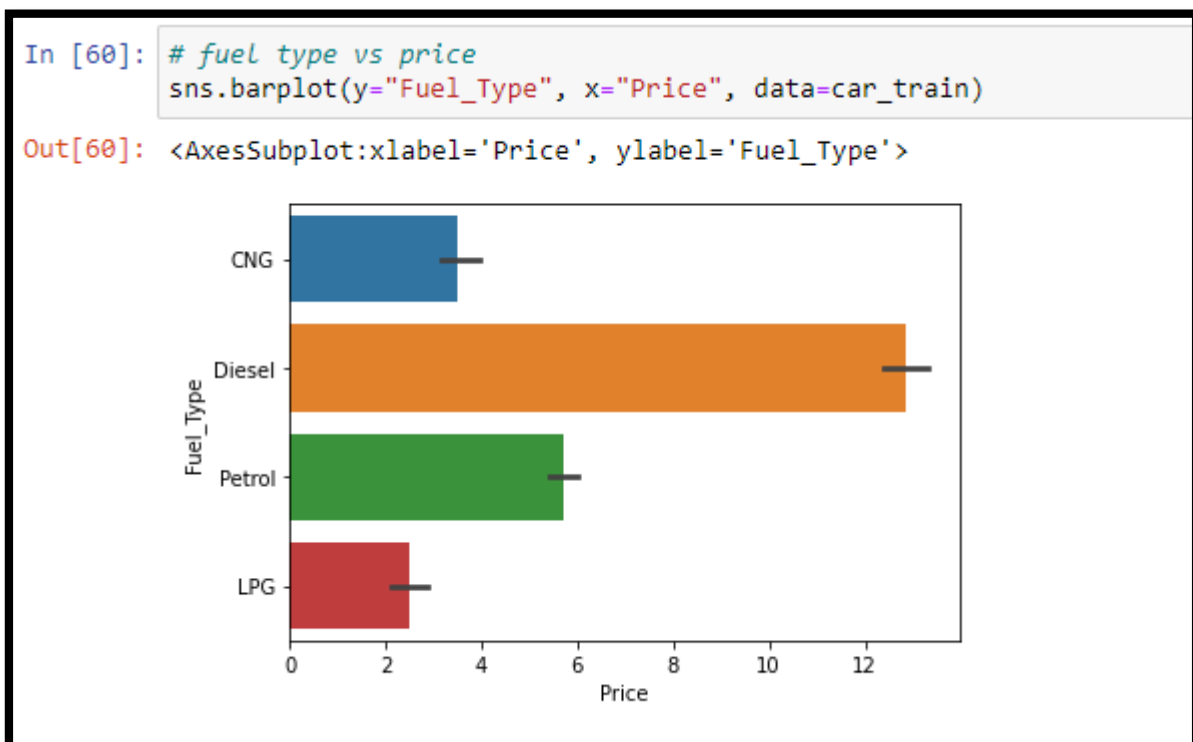 In [60]: # fuel type vs price
sns.barplot(y="Fuel_Type", x="Price", data=car_train)
Out[60]: <AxesSubplot:xlabel='Price', ylabel='Fuel_Type'>
CNG
Diesel
Petrol
LPG
Fuel_Type
0 2 4 6 8 10 12
Price